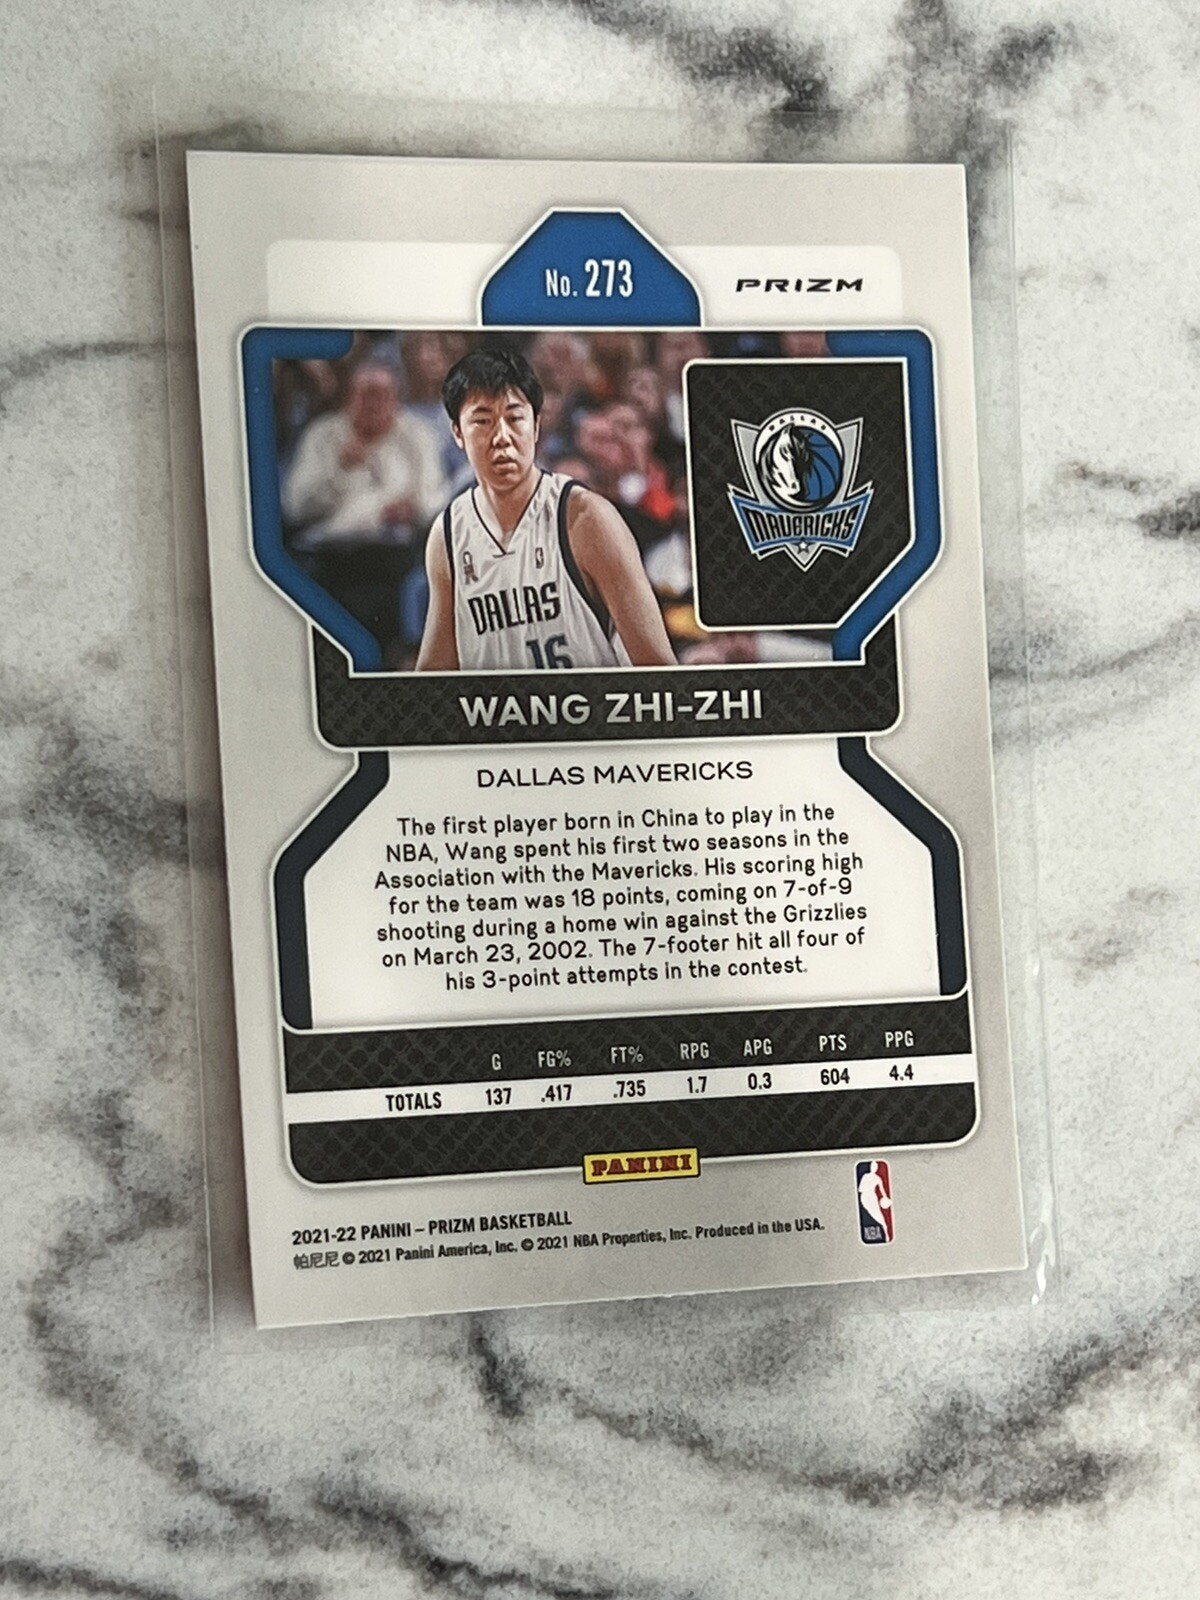 No. 273
PRIZM
DALLAS
MAVERICKS
DALLAS
16
WANG ZHI-ZHI
DALLAS MAVERICKS
The first player born in China to play in the
NBA, Wang spent his first two seasons in the
Association with the Mavericks. His scoring high
for the team was 18 points, coming on 7-of-9
shooting during a home win against the Grizzlies
on March 23, 2002. The 7-footer hit all four of
his 3-point attempts in the contest.
G FG% FT% RPG APG PTS PPG
TOTALS 137 .417 .735 1.7 0.3 604 4.4
PANINI
2021-22 PANINI – PRIZM BASKETBALL
帕尼尼 © 2021 Panini America, Inc. © 2021 NBA Properties, Inc. Produced in the USA.
NBA